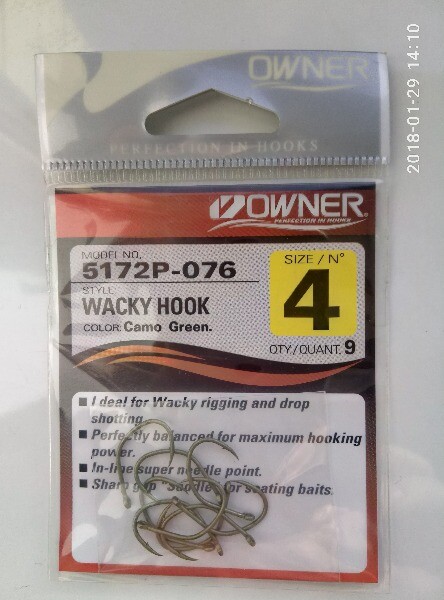 OWNER
PERFECTION IN HOOKS
2018-01-29 14:10
OWNER
PERFECTION IN HOOKS
MODEL NO,
5172P-076
STYLE
WACKY HOOK
COLOR: Camo Green.
SIZE / Nº
4
QTY/QUANT. 9
■ Ideal for Wacky rigging and drop
shotting
■ Perfectly balanced for maximum hooking
power.
■ In-line super needle point.
■ Sharp gap "Saddle" for seating baits.